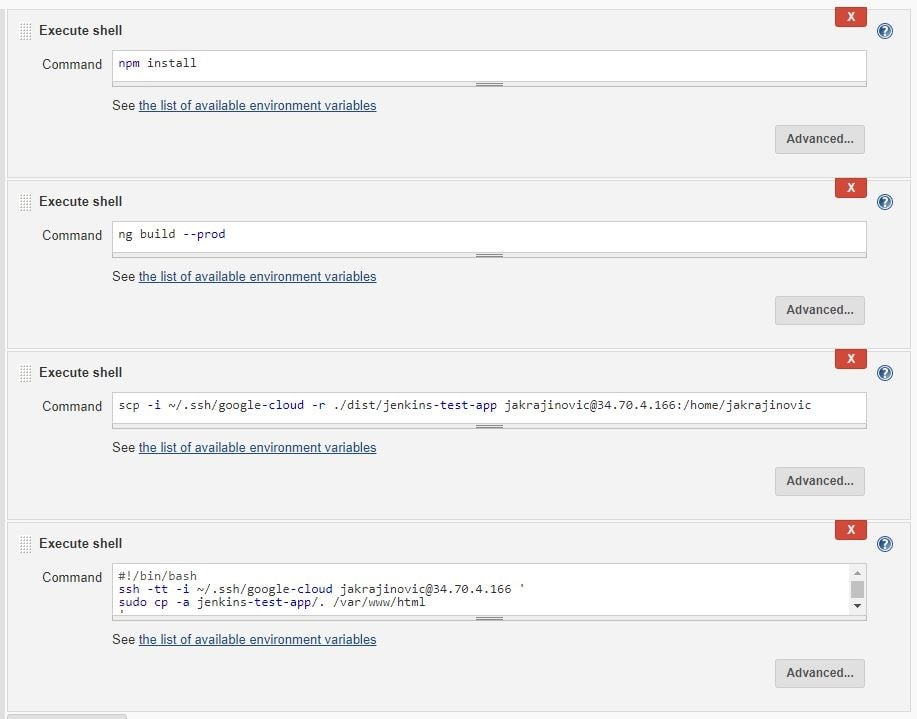 X
Execute shell
Command npm install
See the list of available environment variables
Advanced...
X
Execute shell
Command ng build --prod
See the list of available environment variables
Advanced...
X
Execute shell
Command scp -i ~/.ssh/google-cloud -r ./dist/jenkins-test-app jakrajinovic@34.70.4.166:/home/jakrajinovic
See the list of available environment variables
Advanced...
X
Execute shell
Command #!/bin/bash
ssh -tt -i ~/.ssh/google-cloud jakrajinovic@34.70.4.166 '
sudo cp -a jenkins-test-app/. /var/www/html
'
See the list of available environment variables
Advanced...